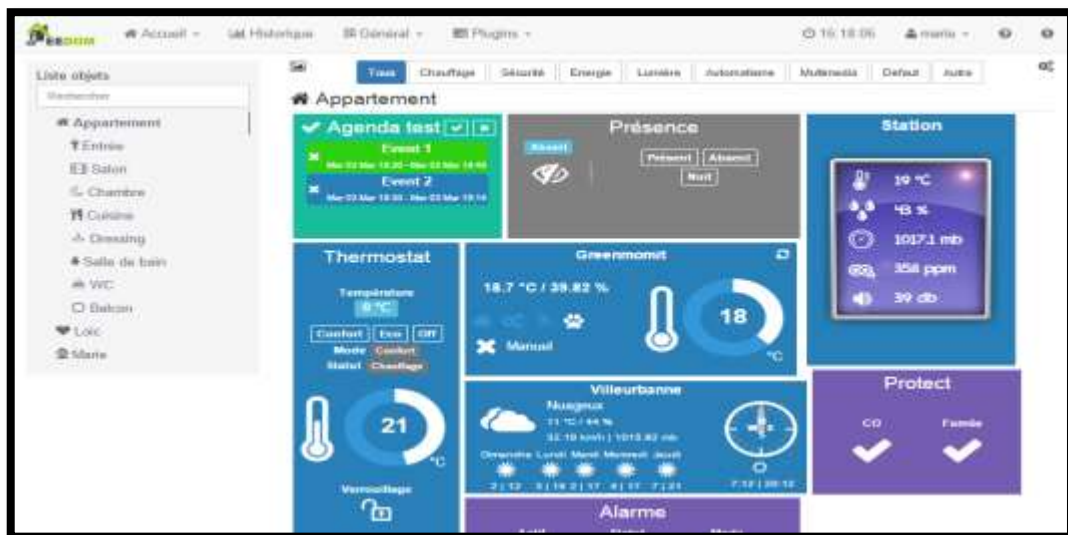 JEEDOM
Accueil
Historique
Général
Plugins
16:18:06
Liste objets
Rechercher
Appartement
Entrée
Salon
Chambre
Cuisine
Dressing
Salle de bain
WC
Balcon
Loic
Marie
Tous Chauffage Sécurité Energie Lumière Automatisme Multimedia Defaut Autre
Appartement
Agenda test
Event 1
Event 2
Présence
Absent
Présent Absent
Nuit
Station
19 °C
43 %
1017.1 mb
358 ppm
39 db
Thermostat
Température
Confort Eco Off
Mode Confort
Statut Chauffage
21
°C
Verrouillage
Greenmomit
18.7 °C / 39.82 %
Manuel
18
°C
Villeurbanne
Nuageux
Dimanche Lundi Mardi Mercredi Jeudi
Protect
CO Fumée
Alarme